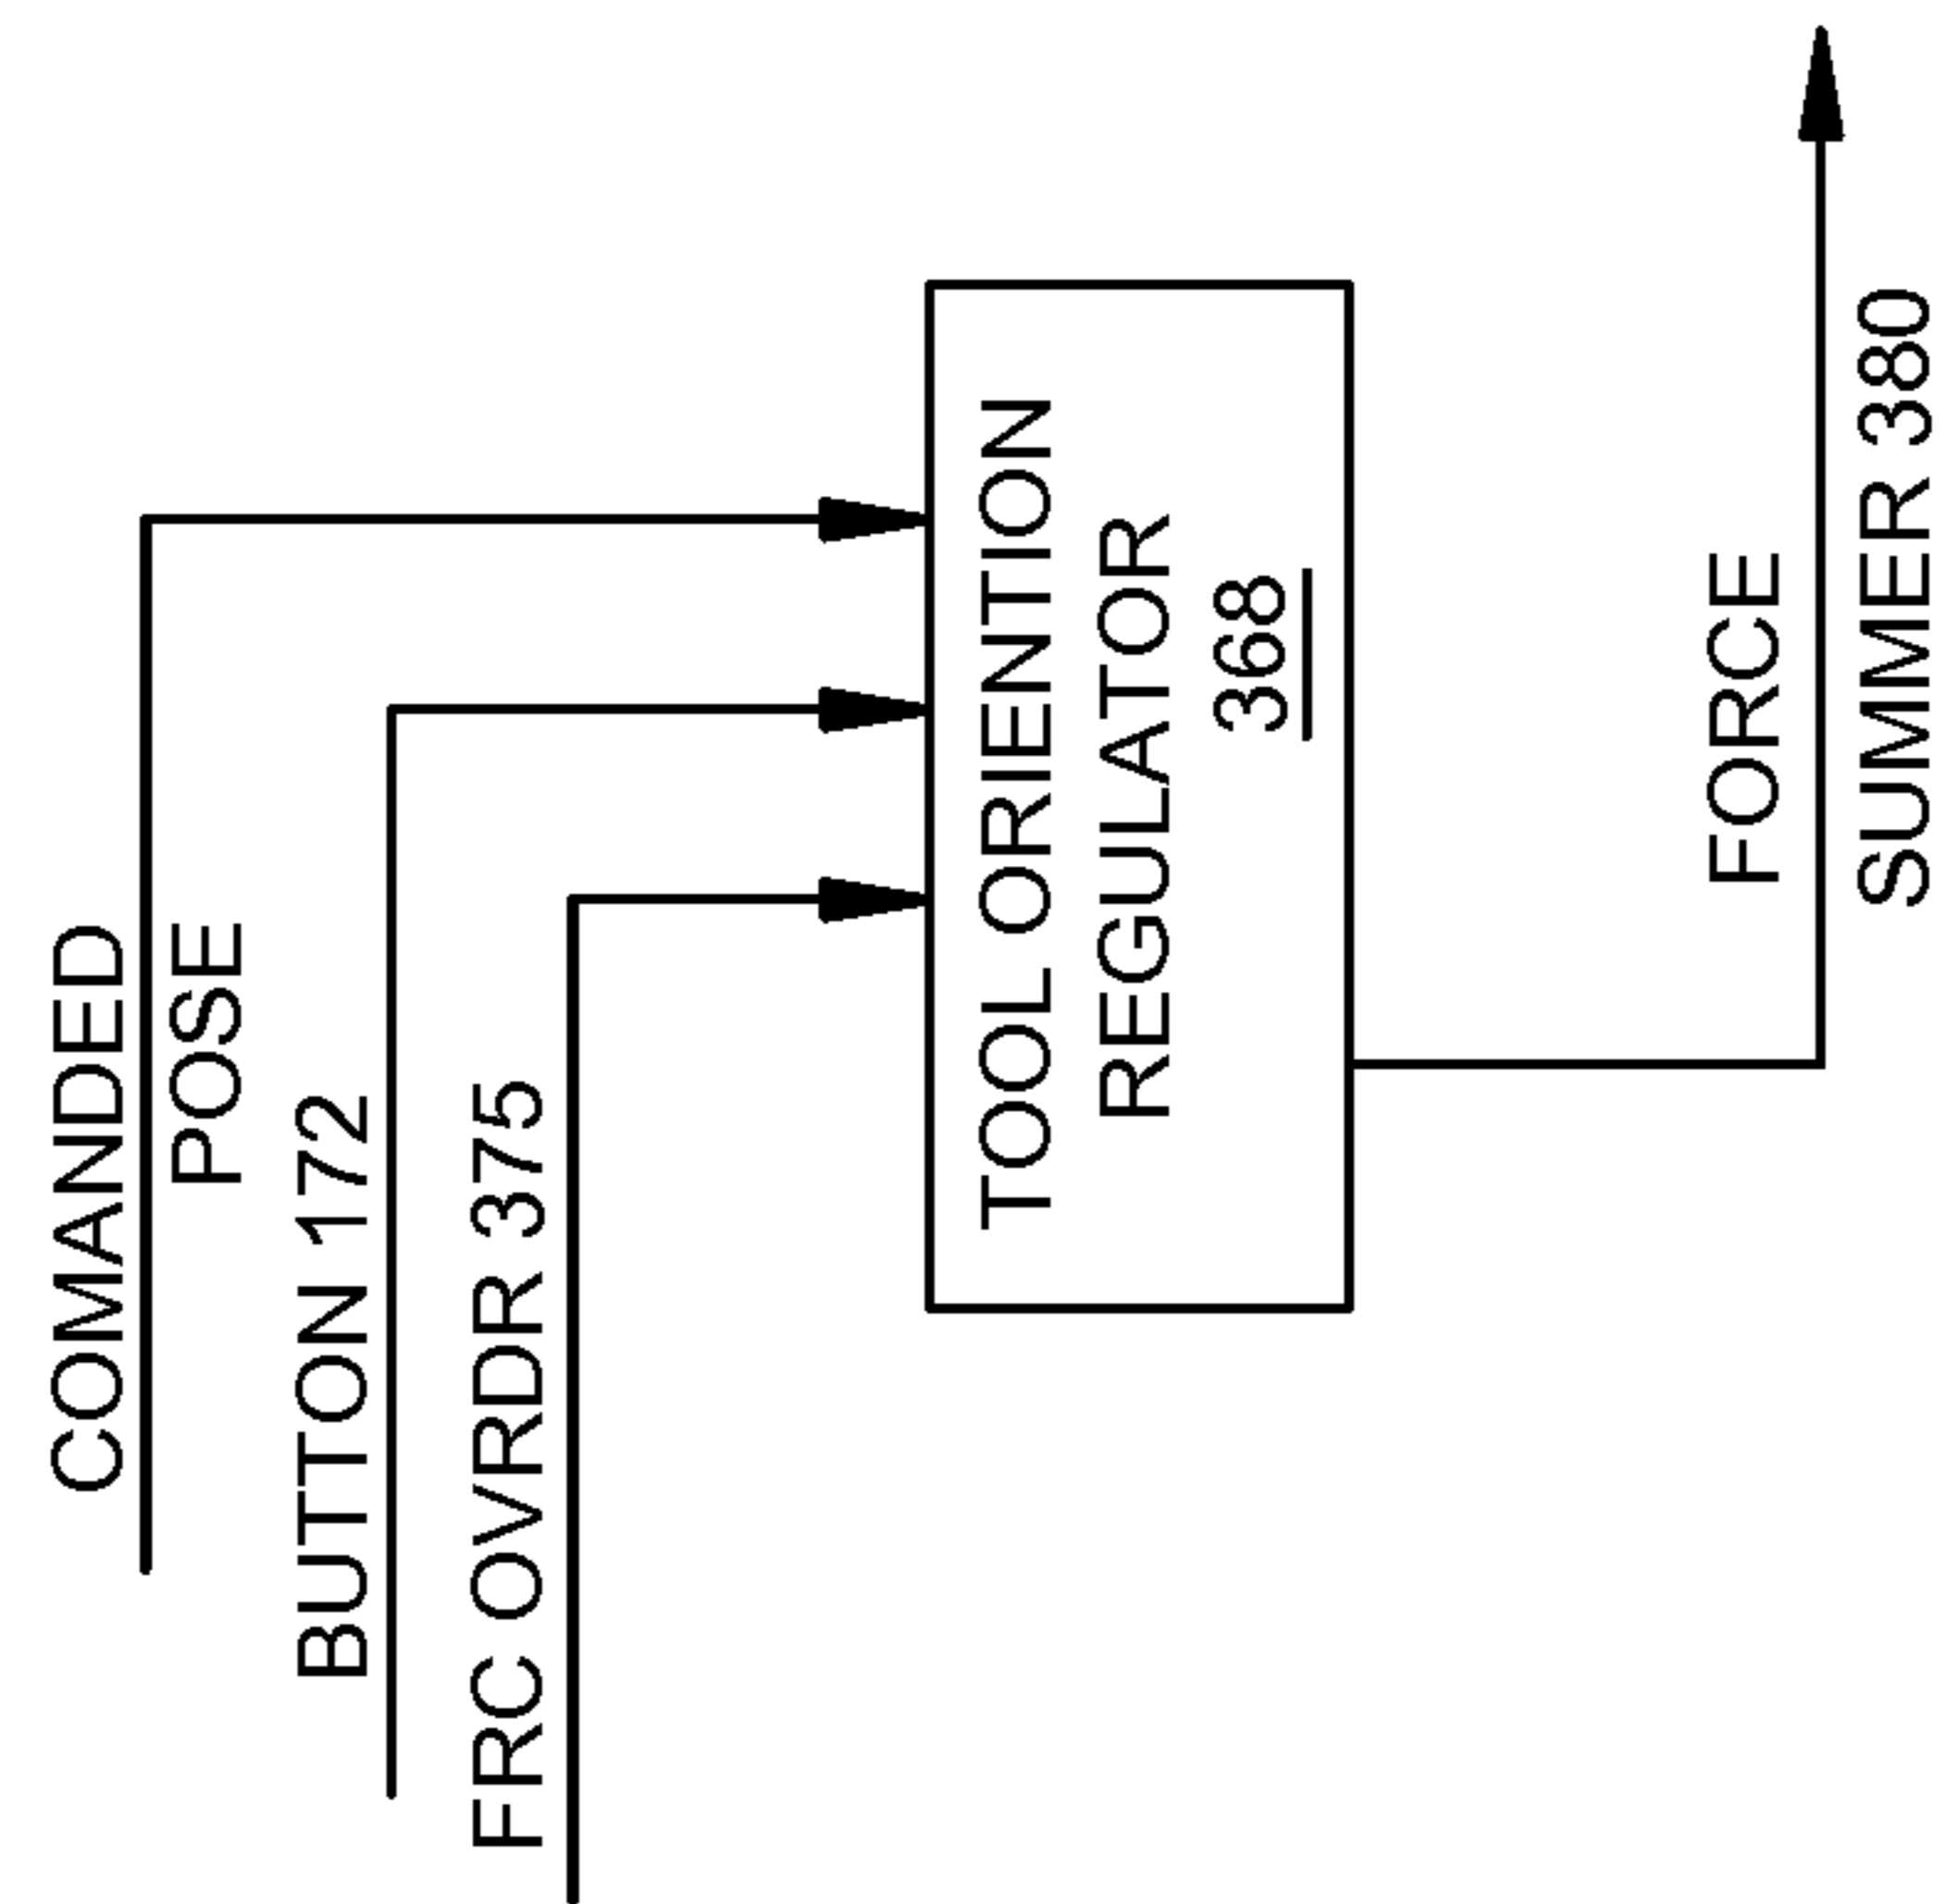 COMANDED
POSE
BUTTON 172
FRC OVRDR 375
TOOL ORIENTION
REGULATOR
368
FORCE
SUMMER 380